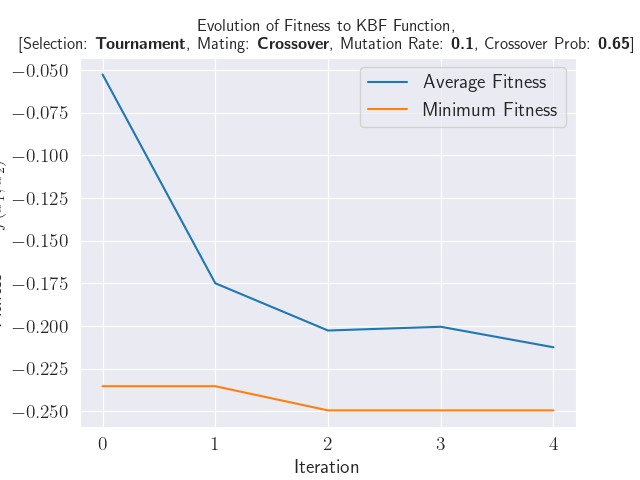 Evolution of Fitness to KBF Function,
[Selection: Tournament, Mating: Crossover, Mutation Rate: 0.1, Crossover Prob: 0.65]
Average Fitness
Minimum Fitness
−0.050
−0.075
−0.100
−0.125
−0.150
−0.175
−0.200
−0.225
−0.250
0 1 2 3 4
Iteration